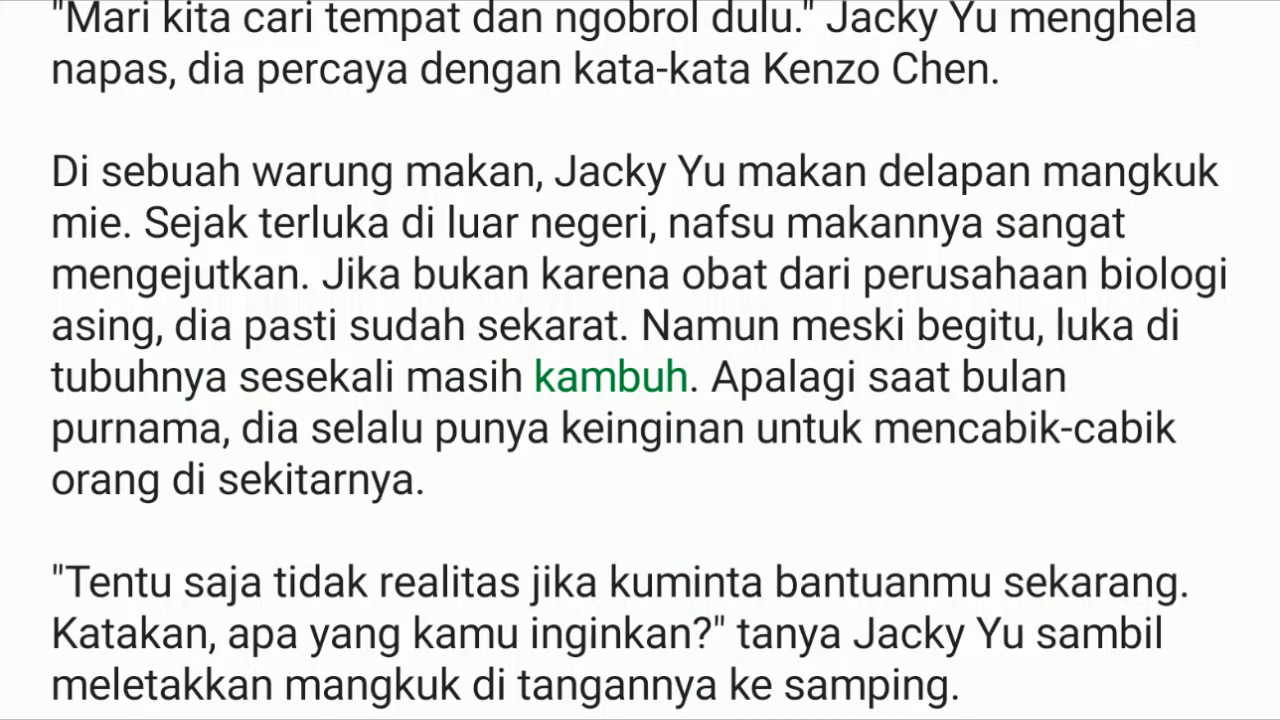 "Mari kita cari tempat dan ngobrol dulu." Jacky Yu menghela
napas, dia percaya dengan kata-kata Kenzo Chen.
Di sebuah warung makan, Jacky Yu makan delapan mangkuk
mie. Sejak terluka di luar negeri, nafsu makannya sangat
mengejutkan. Jika bukan karena obat dari perusahaan biologi
asing, dia pasti sudah sekarat. Namun meski begitu, luka di
tubuhnya sesekali masih kambuh. Apalagi saat bulan
purnama, dia selalu punya keinginan untuk mencabik-cabik
orang di sekitarnya.
"Tentu saja tidak realitas jika kuminta bantuanmu sekarang.
Katakan, apa yang kamu inginkan?" tanya Jacky Yu sambil
meletakkan mangkuk di tangannya ke samping.